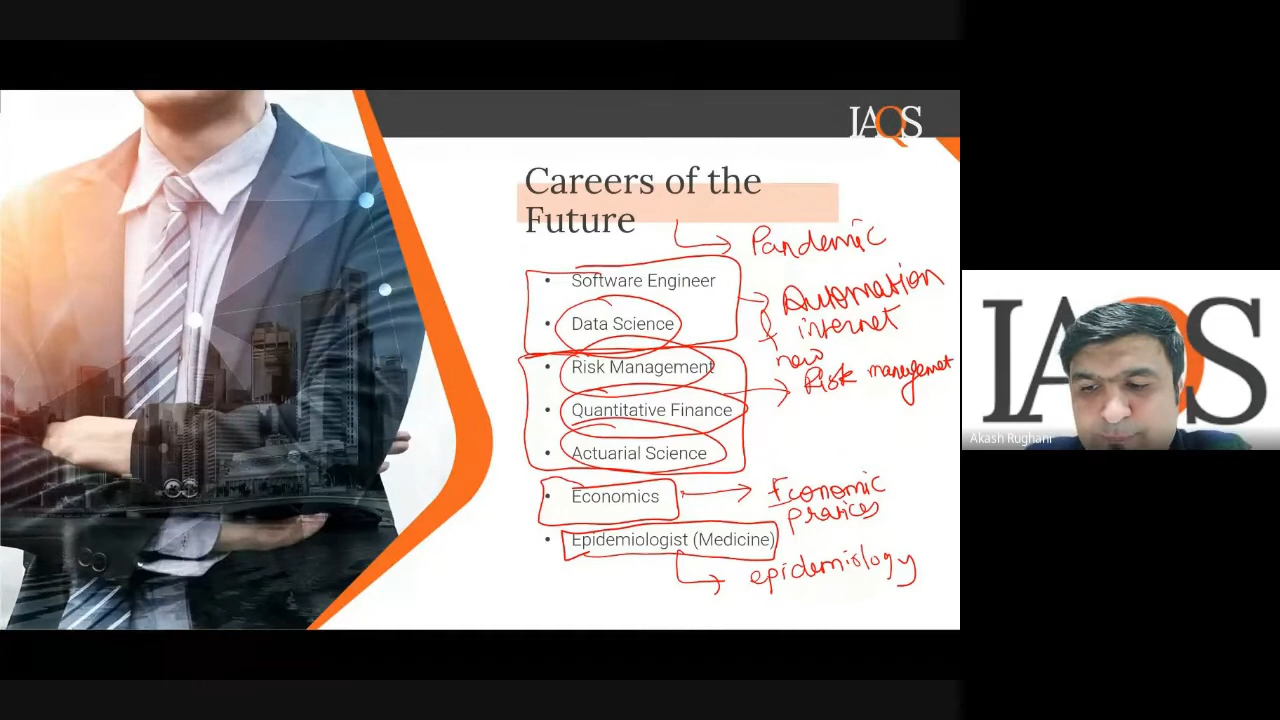 IAQS
Careers of the
Future
Pandemic
• Software Engineer
Automation
• Data Science
& internet
new
• Risk Management
Risk management
• Quantitative Finance
• Actuarial Science
• Economics
Economic
pratices
• Epidemiologist (Medicine)
epidemiology
IAQS
Akash Rughani